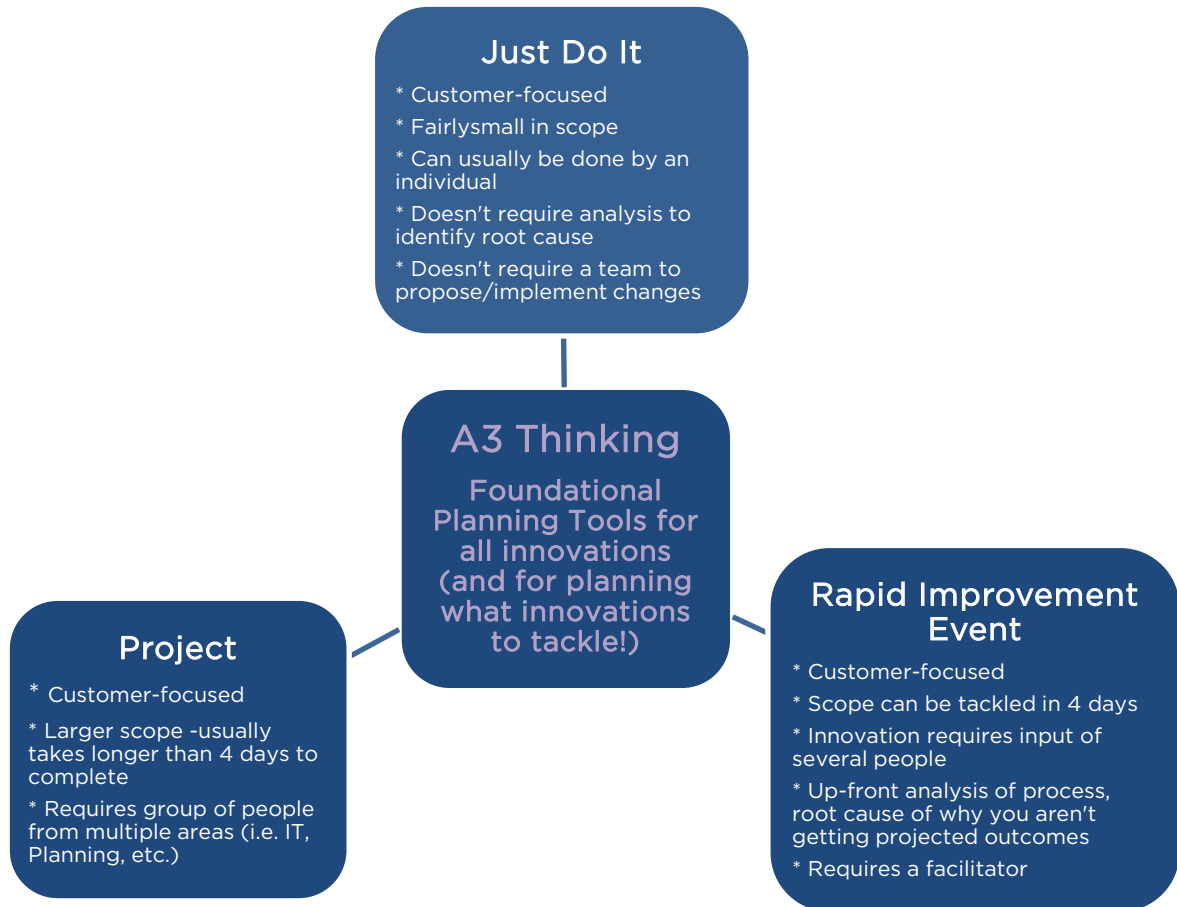 Just Do It
* Customer-focused
* Fairlysmall in scope
* Can usually be done by an
individual
* Doesn't require analysis to
identify root cause
* Doesn't require a team to
propose/implement changes
A3 Thinking
Foundational
Planning Tools for
all innovations
(and for planning
what innovations
to tackle!)
Project
* Customer-focused
* Larger scope -usually
takes longer than 4 days to
complete
* Requires group of people
from multiple areas (i.e. IT,
Planning, etc.)
Rapid Improvement
Event
* Customer-focused
* Scope can be tackled in 4 days
* Innovation requires input of
several people
* Up-front analysis of process,
root cause of why you aren't
getting projected outcomes
* Requires a facilitator